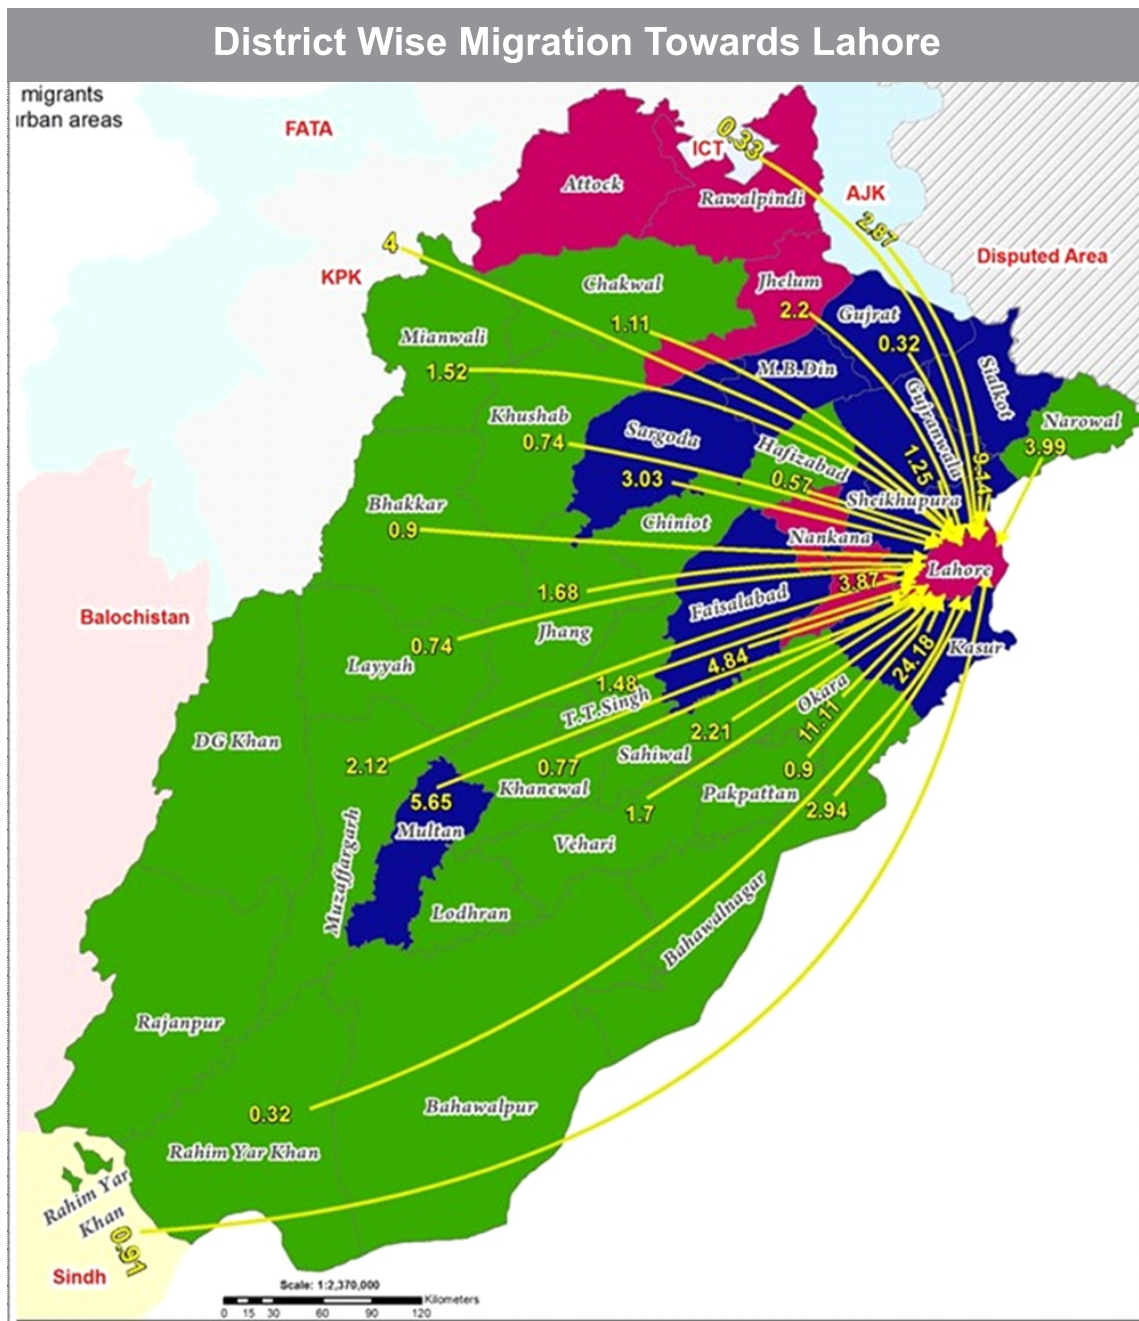 District Wise Migration Towards Lahore
migrants
urban areas
FATA
ICT
0.33
Attock
Rawalpindi
AJK
2.87
4
Disputed Area
KPK
Chakwal
Jhelum
2.2
Gujrat
1.11
Mianwali
0.32
1.52
M.B.Din
Sialkot
Gujranwala
Khushab
Narowal
0.74
Sargoda
Hafizabad
3.99
3.03
0.57
1.25
9.14
Sheikhupura
Bhakkar
0.9
Chiniot
Nankana
Lahore
1.68
3.87
Balochistan
Faisalabad
Jhang
0.74
Layyah
Kasur
24.18
4.84
1.48
T.T.Singh
Okara
11.11
2.21
DG Khan
Sahiwal
2.12
0.77
0.9
Khanewal
Pakpattan
5.65
1.7
2.94
Multan
Vehari
Muzaffargarh
Lodhran
Bahawalnagar
Rajanpur
0.32
Bahawalpur
Rahim Yar Khan
Rahim Yar
Khan
0.91
Sindh
Scale: 1:2,370,000
Kilometers
0 15 30 60 90 120